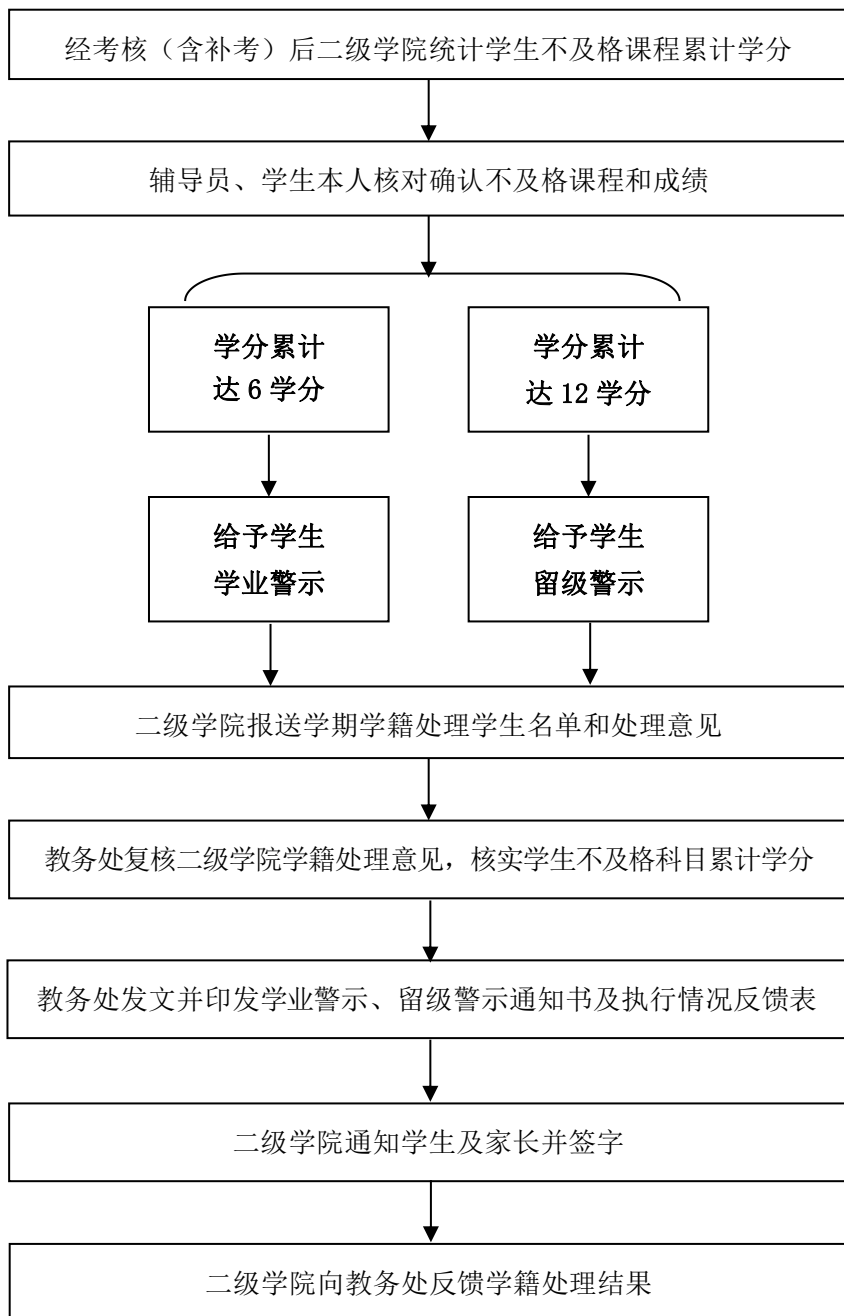 经考核（含补考）后二级学院统计学生不及格课程累计学分
辅导员、学生本人核对确认不及格课程和成绩
学分累计
达 6 学分
学分累计
达 12 学分
给予学生
学业警示
给予学生
留级警示
二级学院报送学期学籍处理学生名单和处理意见
教务处复核二级学院学籍处理意见，核实学生不及格科目累计学分
教务处发文并印发学业警示、留级警示通知书及执行情况反馈表
二级学院通知学生及家长并签字
二级学院向教务处反馈学籍处理结果